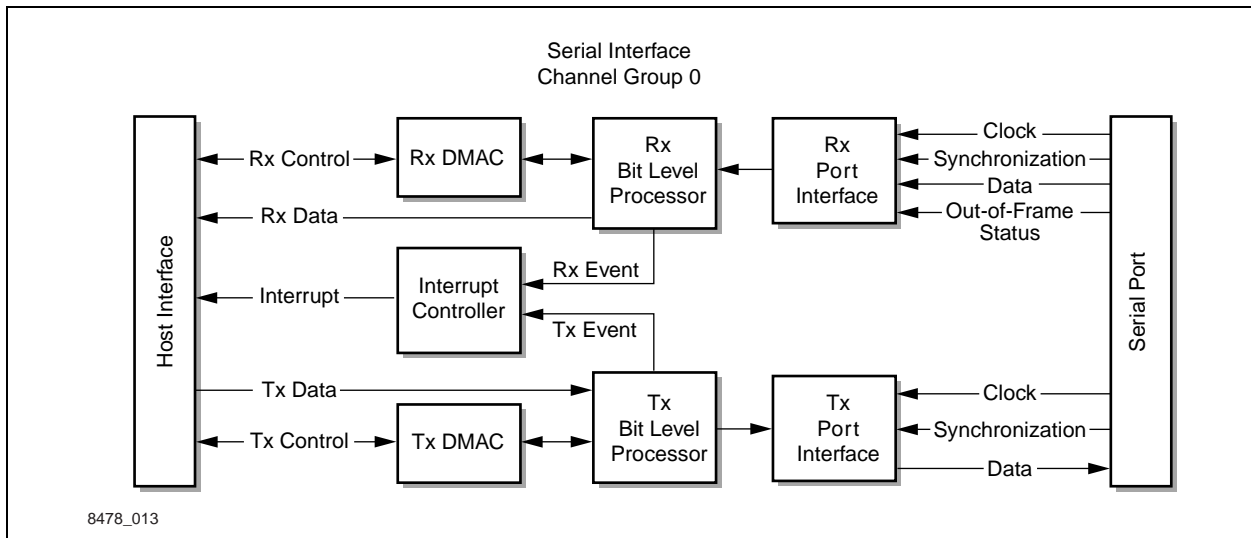 Serial Interface
Channel Group 0
Host Interface
Rx Control
Rx DMAC
Rx
Bit Level
Processor
Rx
Port
Interface
Clock
Synchronization
Data
Out-of-Frame
Status
Serial Port
Rx Data
Rx Event
Interrupt
Interrupt
Controller
Tx Event
Tx Data
Tx Control
Tx DMAC
Tx
Bit Level
Processor
Tx
Port
Interface
Clock
Synchronization
Data
8478_013